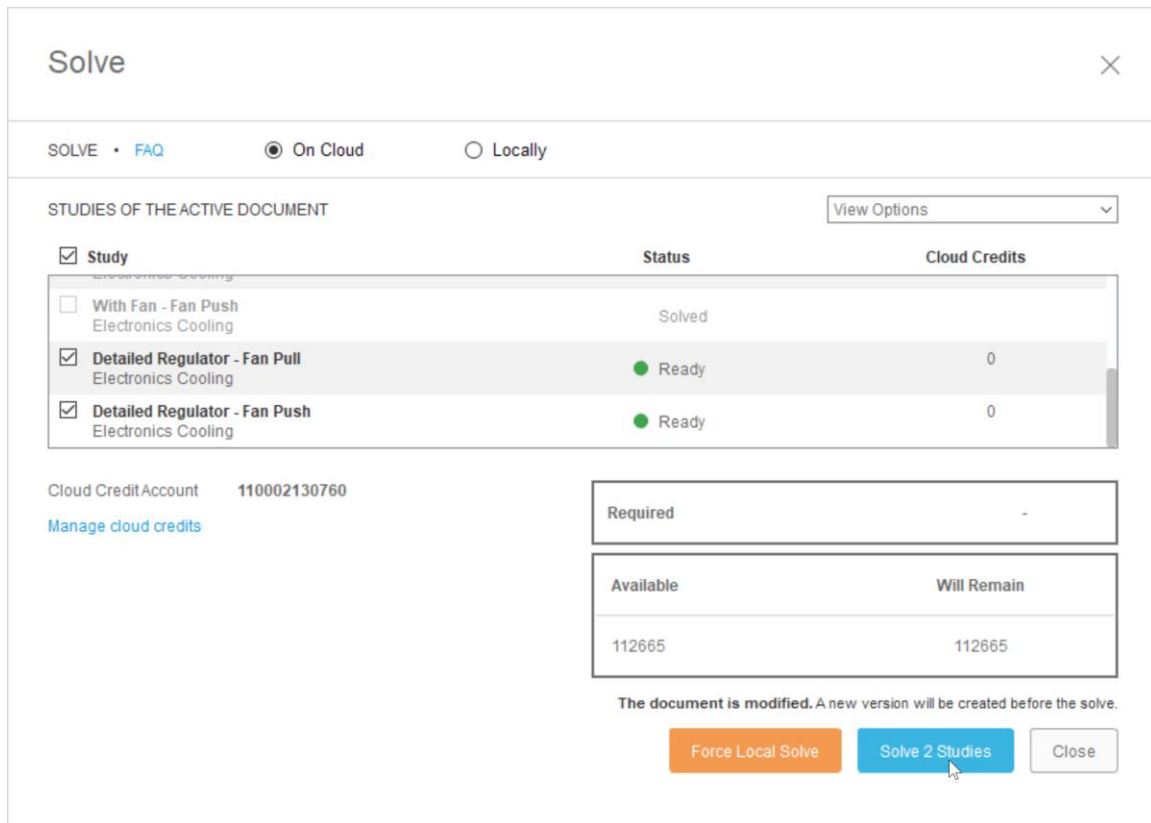 Solve
SOLVE • FAQ On Cloud Locally
STUDIES OF THE ACTIVE DOCUMENT View Options
Study Status Cloud Credits
Electronics Cooling
With Fan - Fan Push
Electronics Cooling
Solved
Detailed Regulator - Fan Pull
Electronics Cooling
Ready 0
Detailed Regulator - Fan Push
Electronics Cooling
Ready 0
Cloud Credit Account 110002130760
Manage cloud credits
Required -
Available Will Remain
112665 112665
The document is modified. A new version will be created before the solve.
Force Local Solve Solve 2 Studies Close